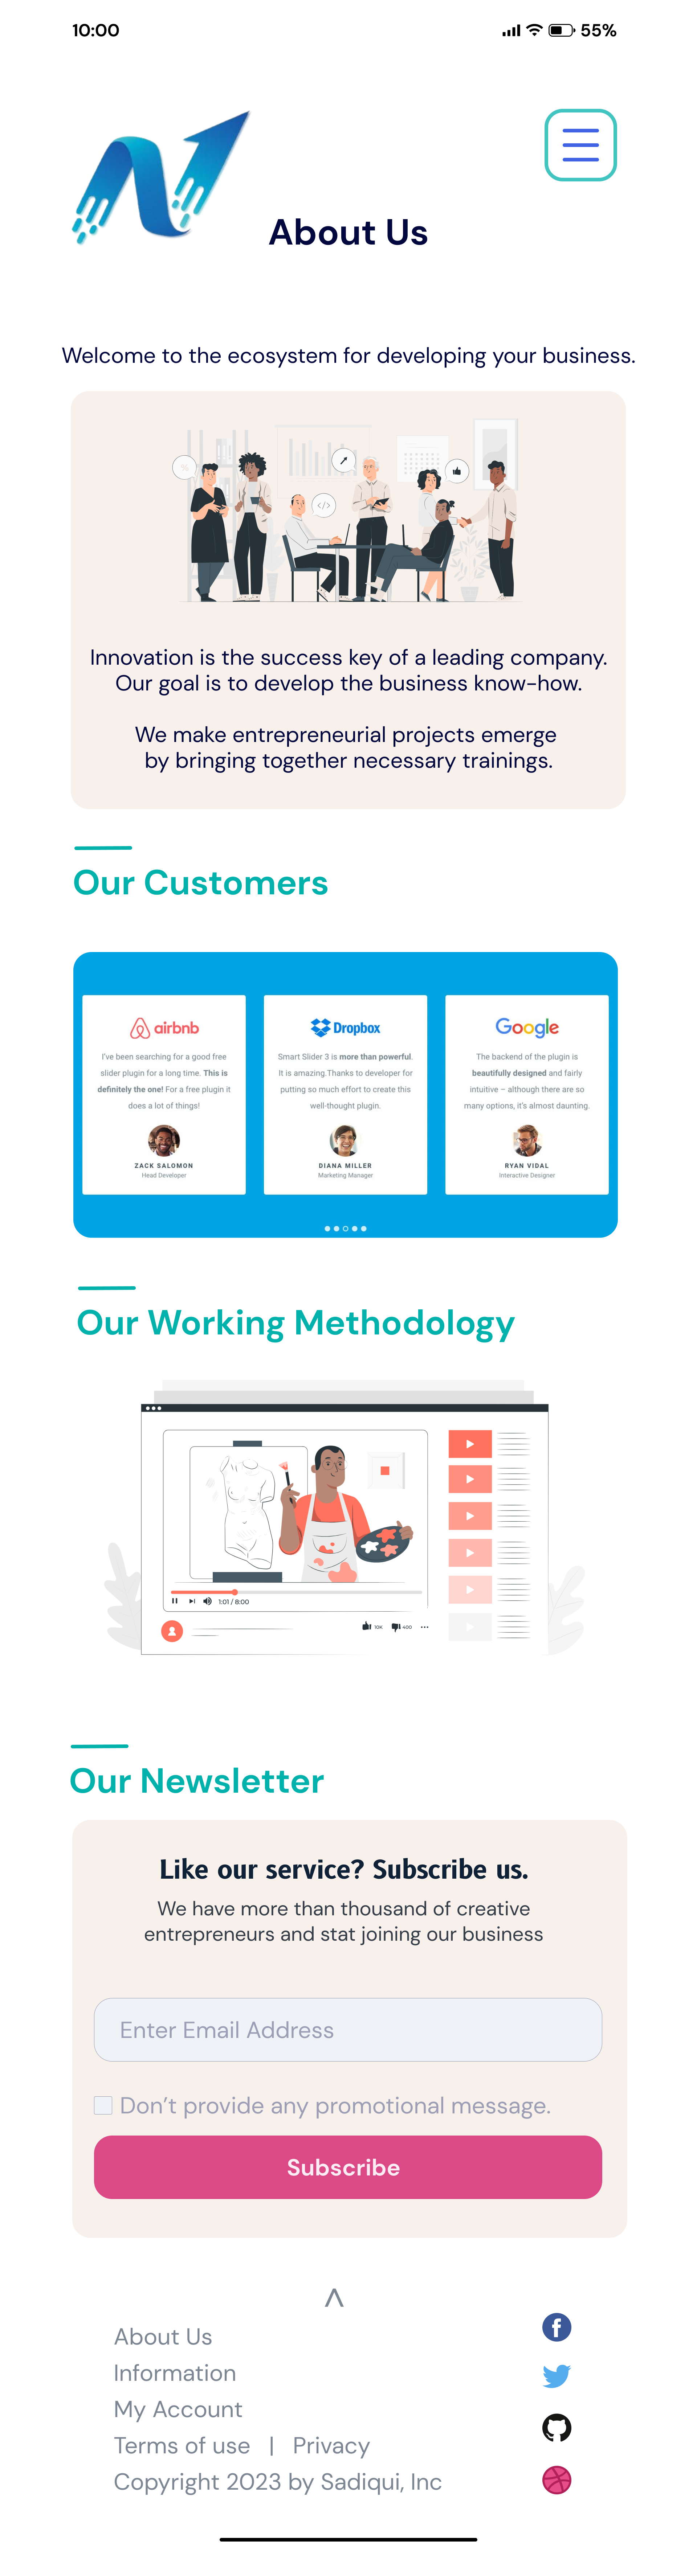 10:00
55%
About Us
Welcome to the ecosystem for developing your business.
%
</>
Innovation is the success key of a leading company.
Our goal is to develop the business know-how.
We make entrepreneurial projects emerge
by bringing together necessary trainings.
Our Customers
airbnb
I've been searching for a good free
slider plugin for a long time. This is
definitely the one! For a free plugin it
does a lot of things!
ZACK SALOMON
Head Developer
Dropbox
Smart Slider 3 is more than powerful.
It is amazing.Thanks to developer for
putting so much effort to create this
well-thought plugin.
DIANA MILLER
Marketing Manager
Google
The backend of the plugin is
beautifully designed and fairly
intuitive – although there are so
many options, it's almost daunting.
RYAN VIDAL
Interactive Designer
Our Working Methodology
1:01 / 8:00
10K
400
Our Newsletter
Like our service? Subscribe us.
We have more than thousand of creative
entrepreneurs and stat joining our business
Enter Email Address
Don't provide any promotional message.
Subscribe
About Us
Information
My Account
Terms of use | Privacy
Copyright 2023 by Sadiqui, Inc